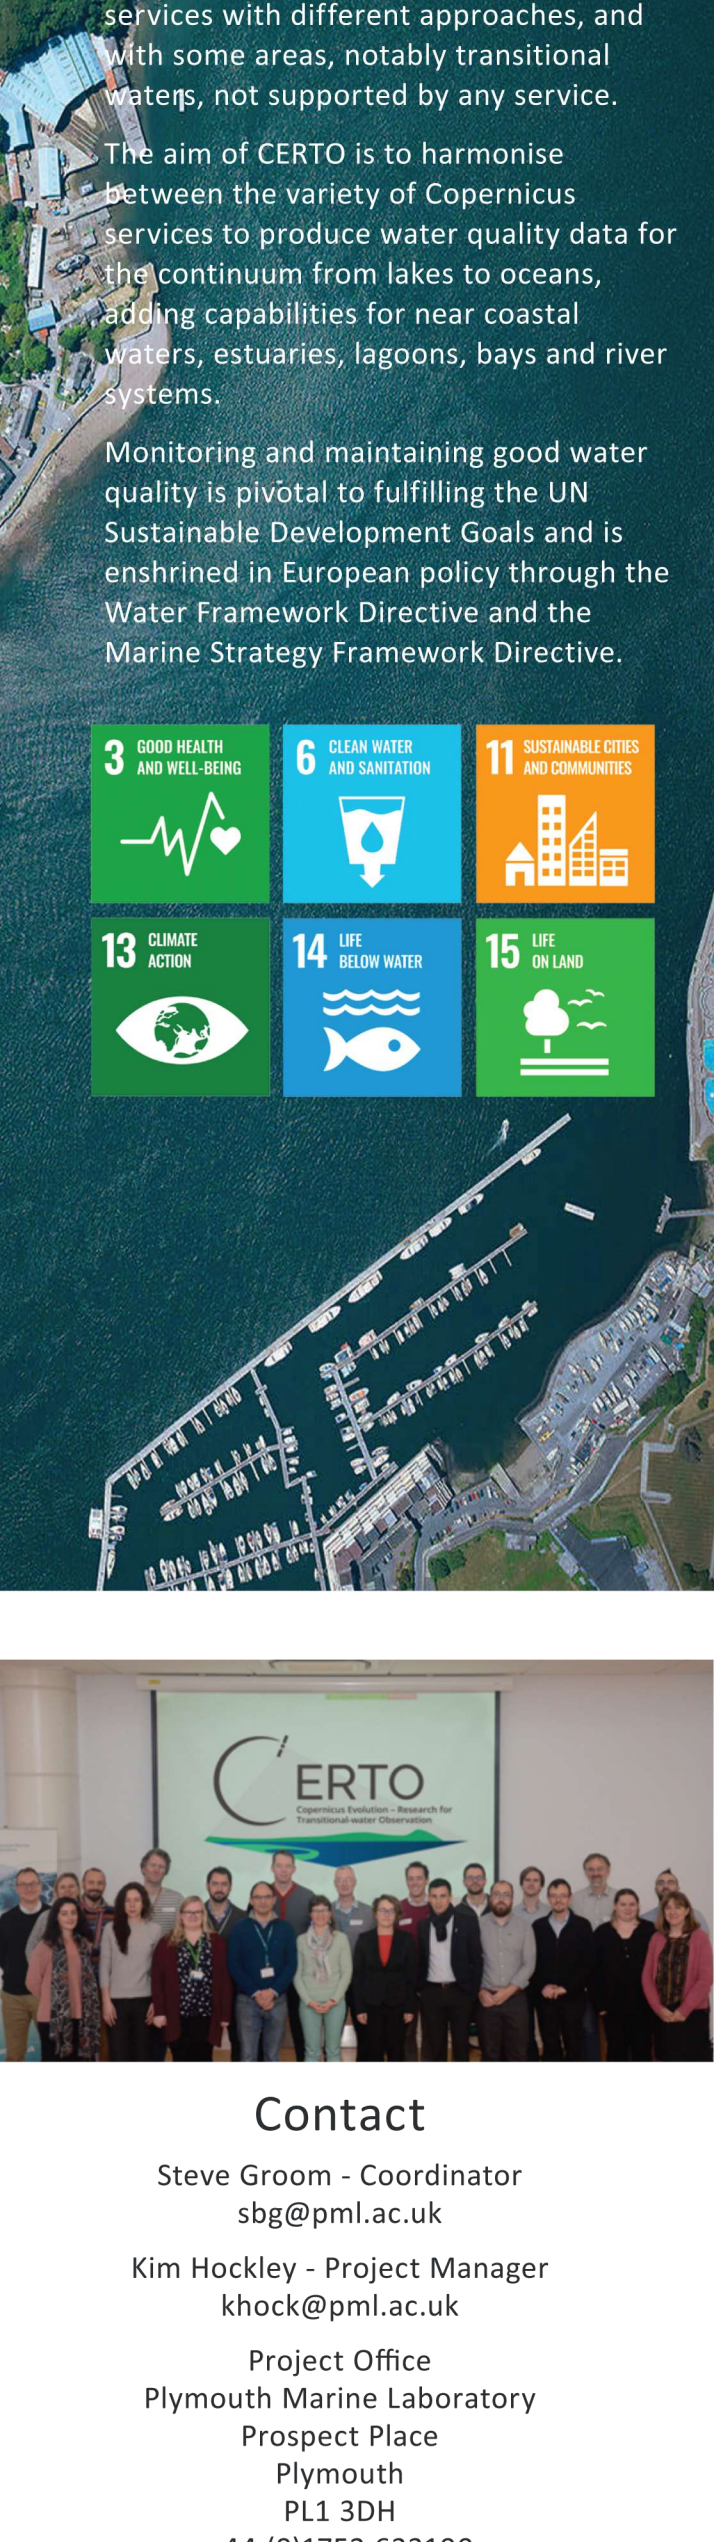 services with different approaches, and
with some areas, notably transitional
waters, not supported by any service.
The aim of CERTO is to harmonise
between the variety of Copernicus
services to produce water quality data for
the continuum from lakes to oceans,
adding capabilities for near coastal
waters, estuaries, lagoons, bays and river
systems.
Monitoring and maintaining good water
quality is pivotal to fulfilling the UN
Sustainable Development Goals and is
enshrined in European policy through the
Water Framework Directive and the
Marine Strategy Framework Directive.
3 GOOD HEALTH
AND WELL-BEING
6 CLEAN WATER
AND SANITATION
11 SUSTAINABLE CITIES
AND COMMUNITIES
13 CLIMATE
ACTION
14 LIFE
BELOW WATER
15 LIFE
ON LAND
CERTO
Copernicus Evolution – Research for
Transitional-water Observation
Contact
Steve Groom - Coordinator
sbg@pml.ac.uk
Kim Hockley - Project Manager
khock@pml.ac.uk
Project Office
Plymouth Marine Laboratory
Prospect Place
Plymouth
PL1 3DH